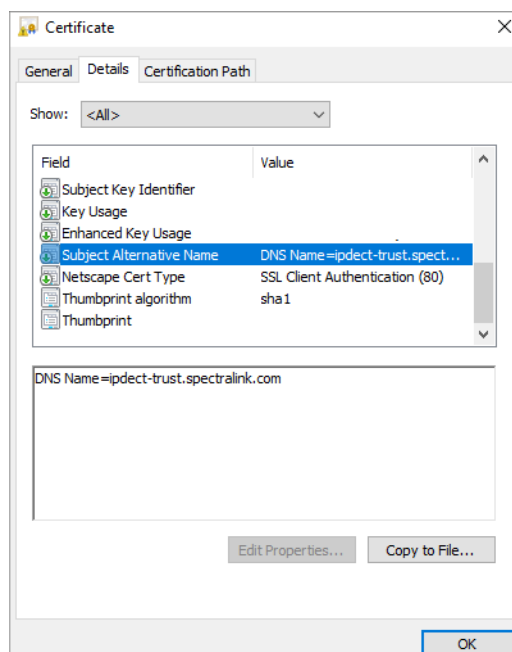 Certificate
General Details Certification Path
Show: <All>
Field Value
Subject Key Identifier
Key Usage
Enhanced Key Usage
Subject Alternative Name DNS Name=ipdect-trust.spect...
Netscape Cert Type SSL Client Authentication (80)
Thumbprint algorithm sha1
Thumbprint
DNS Name=ipdect-trust.spectralink.com
Edit Properties... Copy to File...
OK